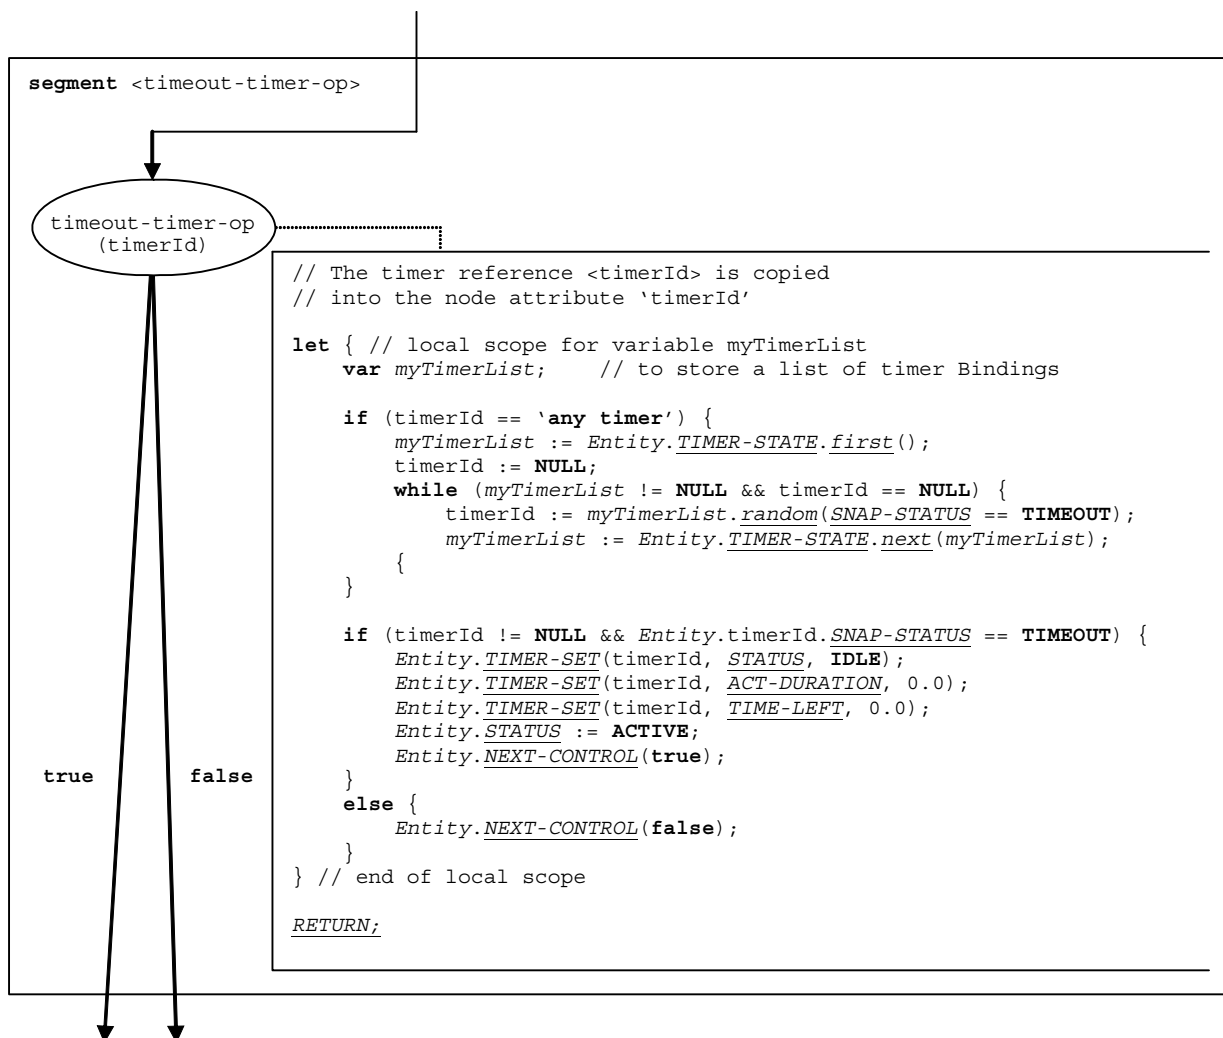 segment <timeout-timer-op>
timeout-timer-op
(timerId)
// The timer reference <timerId> is copied
// into the node attribute ‘timerId’
let { // local scope for variable myTimerList
var myTimerList; // to store a list of timer Bindings
if (timerId == ‘any timer’) {
myTimerList := Entity.TIMER-STATE.first();
timerId := NULL;
while (myTimerList != NULL && timerId == NULL) {
timerId := myTimerList.random(SNAP-STATUS == TIMEOUT);
myTimerList := Entity.TIMER-STATE.next(myTimerList);
{
}
if (timerId != NULL && Entity.timerId.SNAP-STATUS == TIMEOUT) {
Entity.TIMER-SET(timerId, STATUS, IDLE);
Entity.TIMER-SET(timerId, ACT-DURATION, 0.0);
Entity.TIMER-SET(timerId, TIME-LEFT, 0.0);
Entity.STATUS := ACTIVE;
Entity.NEXT-CONTROL(true);
}
else {
Entity.NEXT-CONTROL(false);
}
} // end of local scope
RETURN;
true false